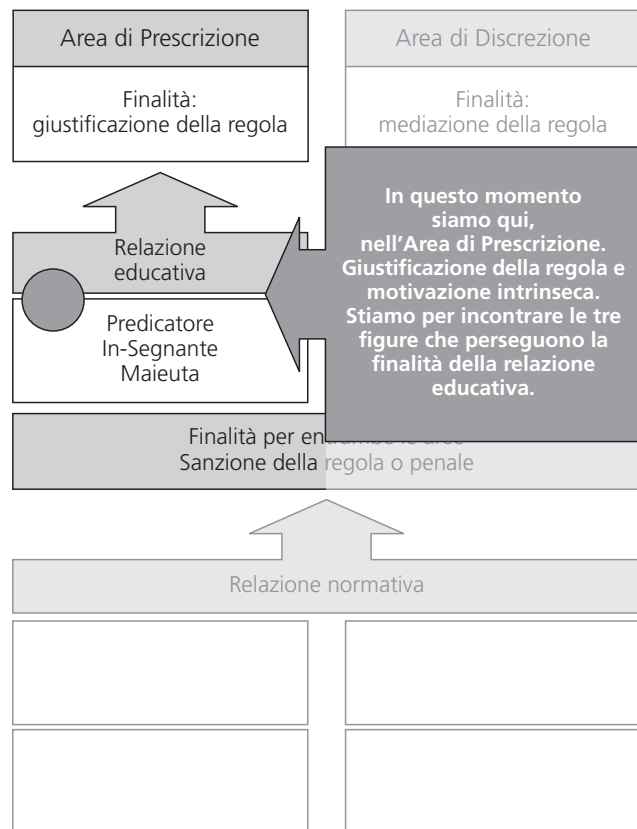 Area di Prescrizione
Finalità:
giustificazione della regola
Area di Discrezione
Finalità:
mediazione della regola
In questo momento
siamo qui,
nell'Area di Prescrizione.
Giustificazione della regola e
motivazione intrinseca.
Stiamo per incontrare le tre
figure che perseguono la
finalità della relazione
educativa.
Relazione
educativa
Predicatore
In-Segnante
Maieuta
Finalità per
Sanzione della regola o penale
Relazione normativa